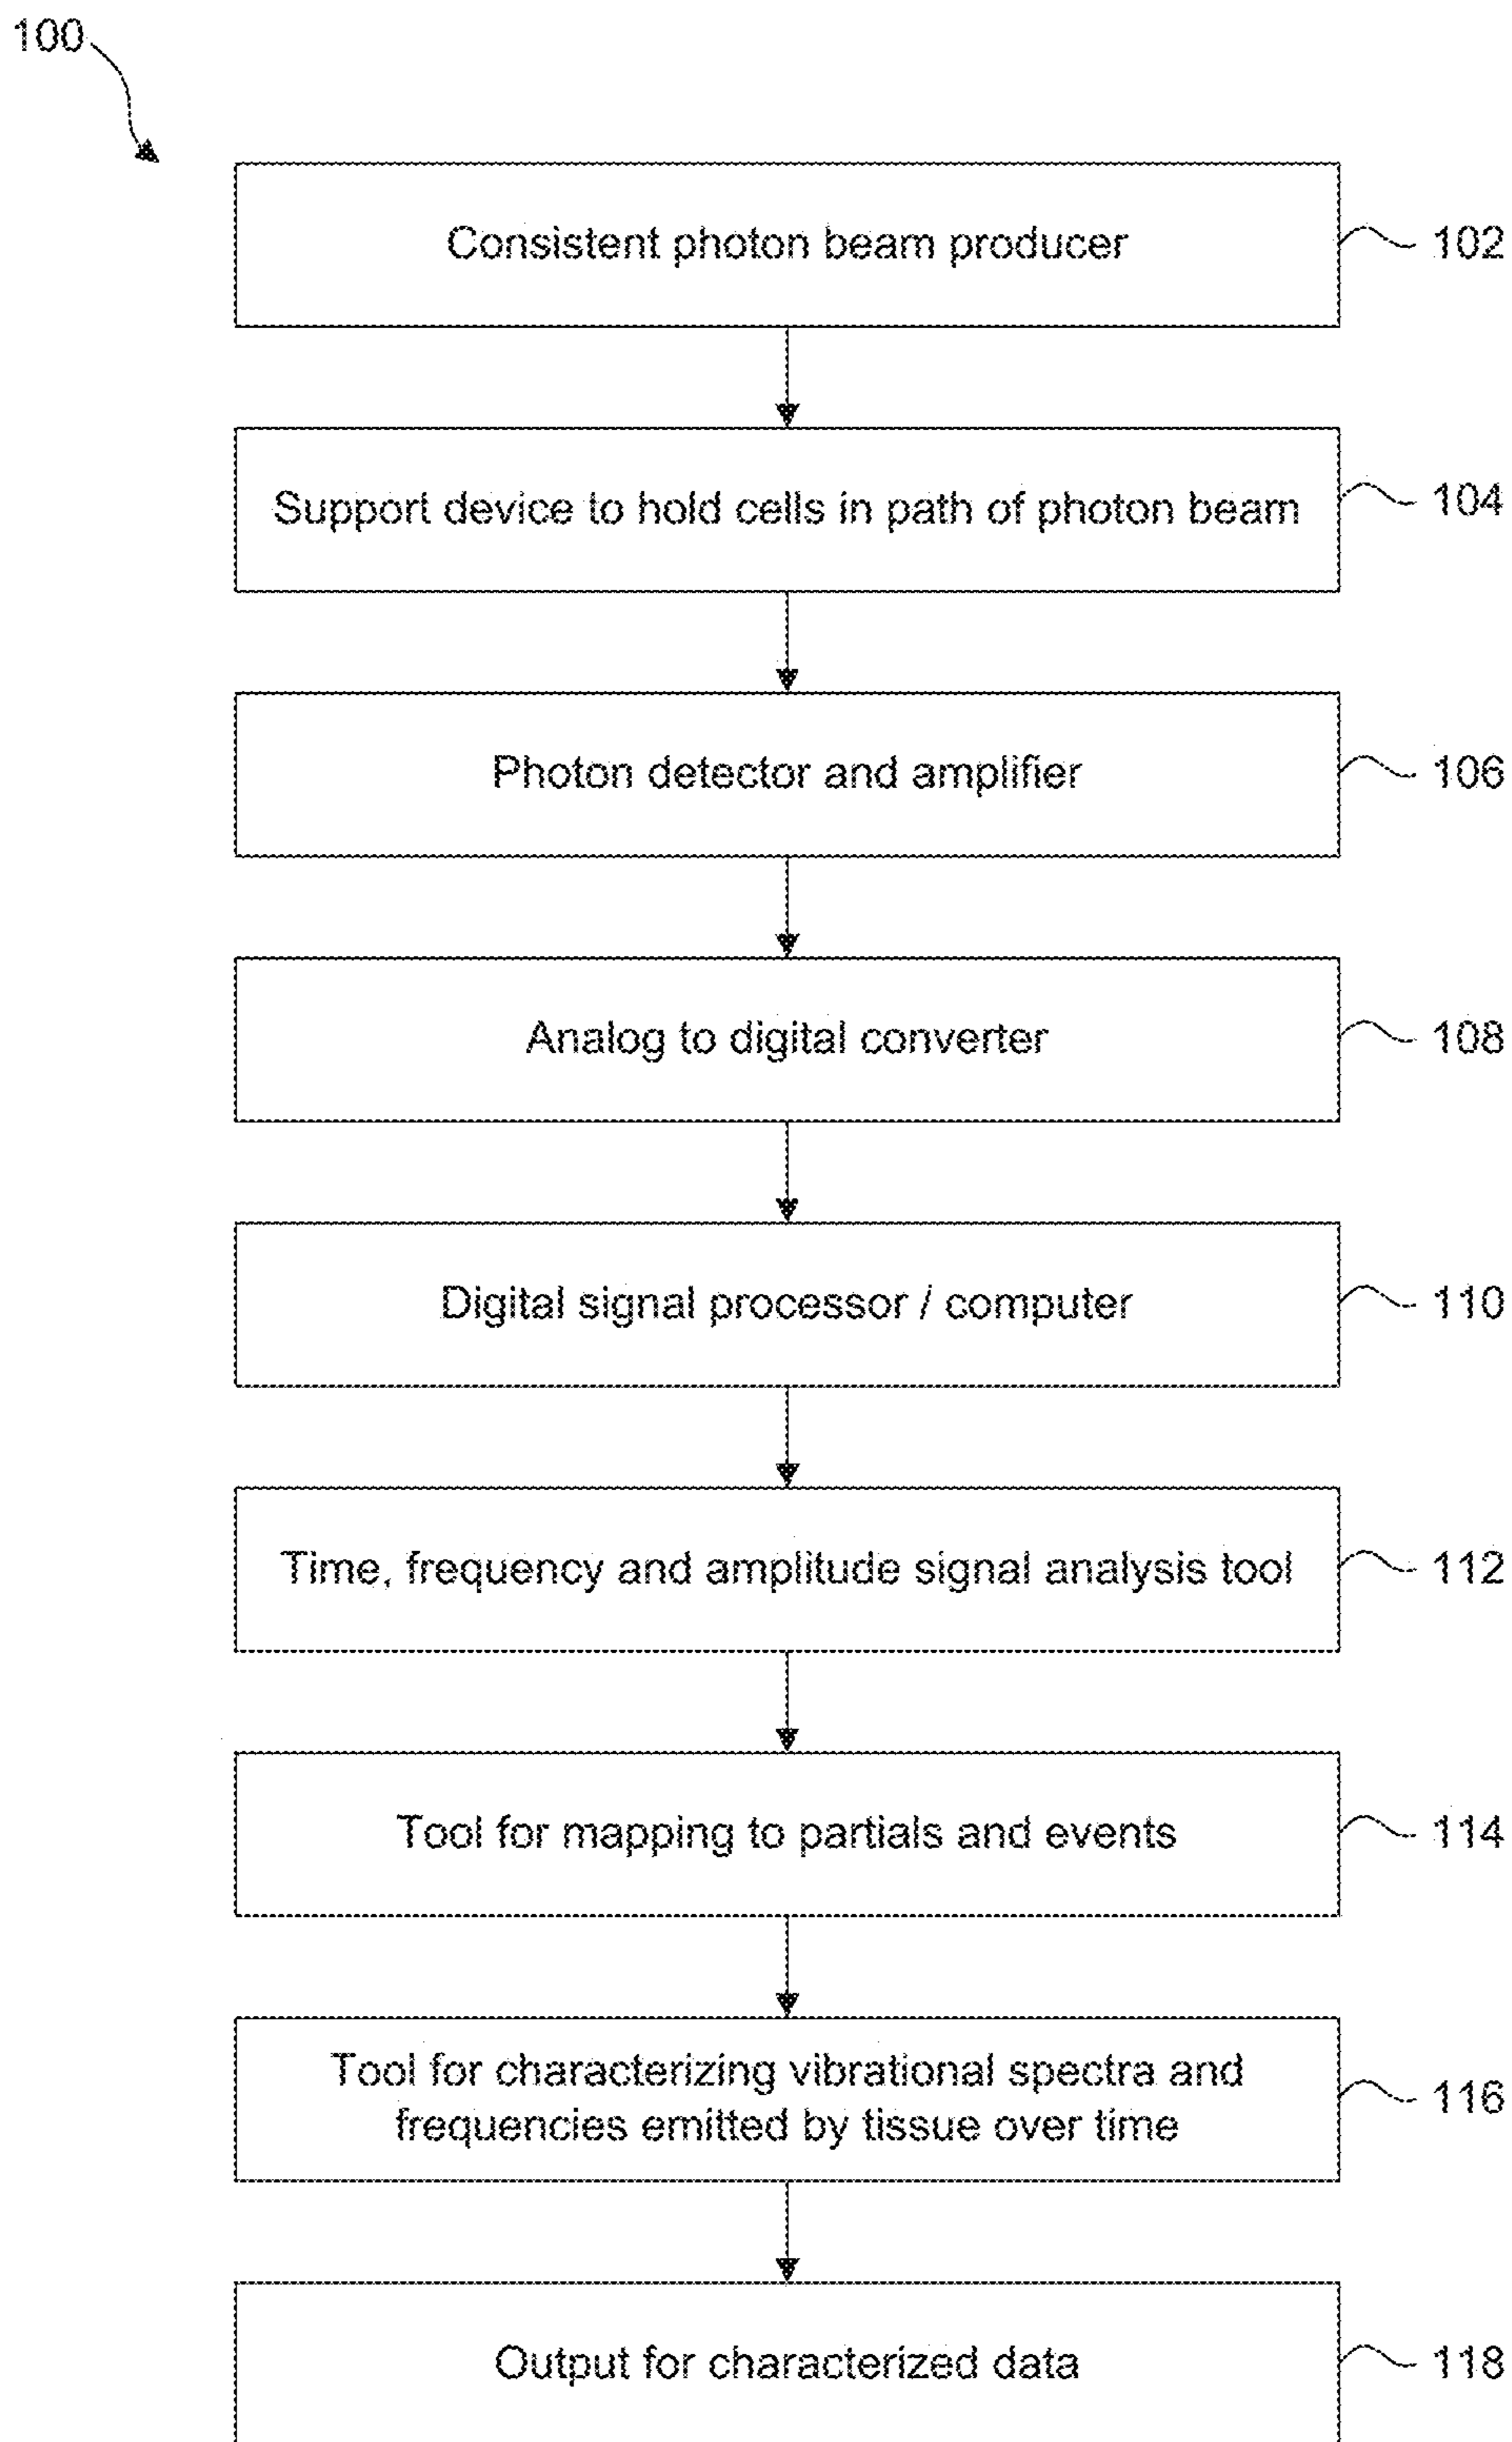 100
Consistent photon beam producer
102
Support device to hold cells in path of photon beam
104
Photon detector and amplifier
106
Analog to digital converter
108
Digital signal processor / computer
110
Time, frequency and amplitude signal analysis tool
112
Tool for mapping to partials and events
114
Tool for characterizing vibrational spectra and
frequencies emitted by tissue over time
116
Output for characterized data
118